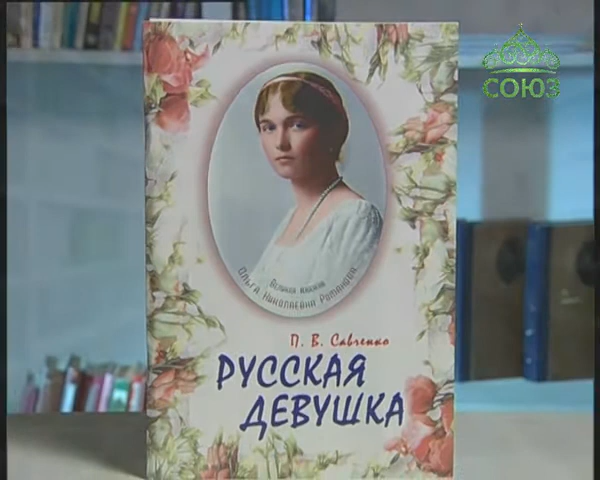 СОЮЗ
Великая княжна
Ольга Николаевна Романова
П. В. Савченко
РУССКАЯ
ДЕВУШКА